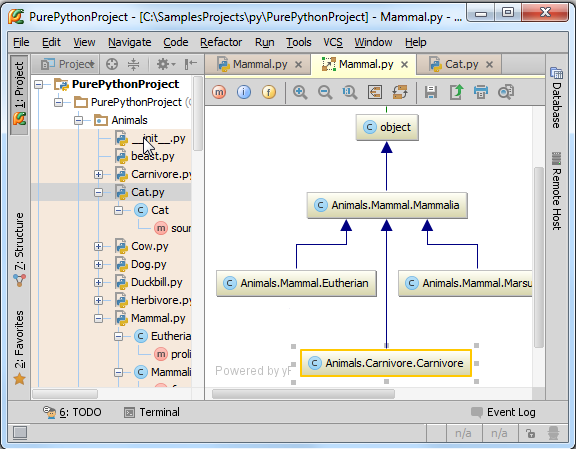 PurePythonProject - [C:\SamplesProjects\py\PurePythonProject] - Mammal.py - ...
File Edit View Navigate Code Refactor Run Tools VCS Window Help
1: Project
7: Structure
2: Favorites
Project
PurePythonProject
PurePythonProject (
Animals
__init__.py
beast.py
Carnivore.py
Cat.py
Cat
sour
Cow.py
Dog.py
Duckbill.py
Herbivore.py
Mammal.py
Eutheria
proli
Mammali
Mammal.py Mammal.py Cat.py
object
Animals.Mammal.Mammalia
Animals.Mammal.Eutherian Animals.Mammal.Marsu
Animals.Carnivore.Carnivore
Powered by yF
Database
Remote Host
6: TODO Terminal Event Log
n/a n/a